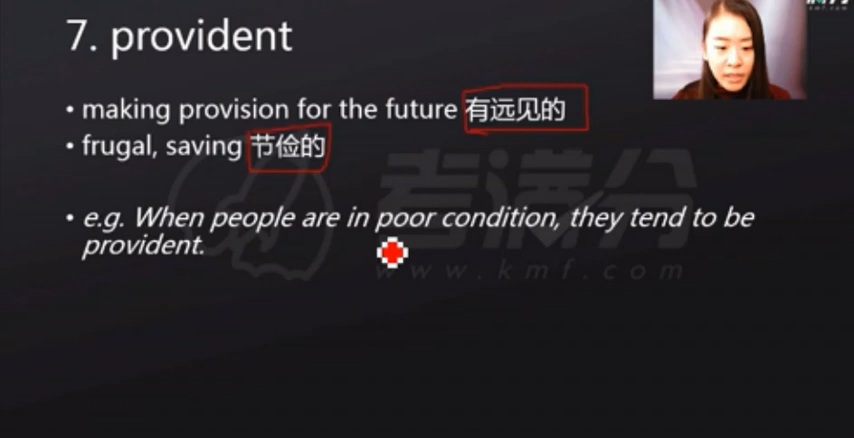 7. provident
• making provision for the future 有远见的
• frugal, saving 节俭的
• e.g. When people are in poor condition, they tend to be
provident.
考满分
www.kmf.com